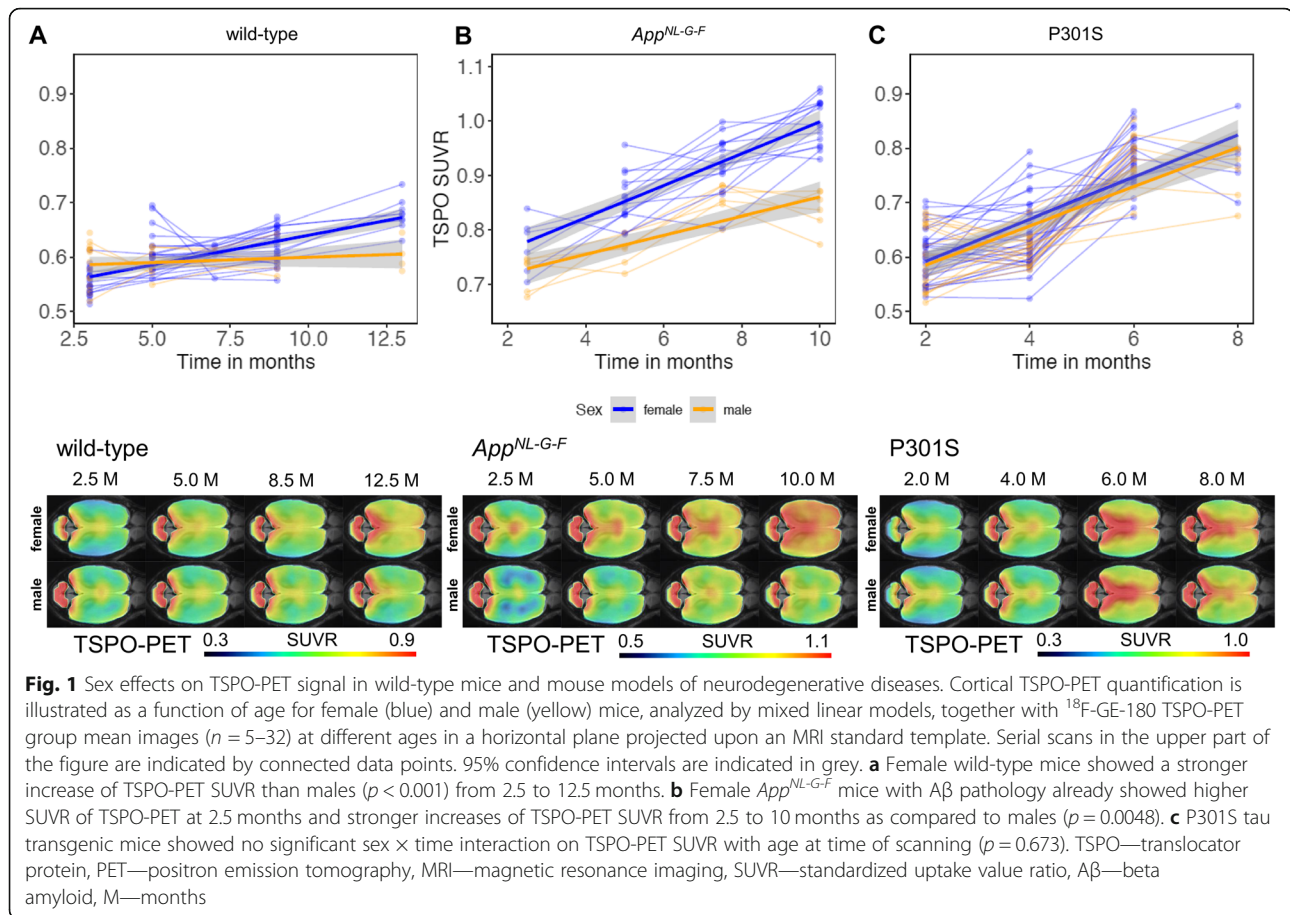 A
wild-type
0.9
0.8
0.7
0.6
0.5
2.5 5.0 7.5 10.0 12.5
Time in months
B
App^NL-G-F
TSPO SUVR
1.1
1.0
0.9
0.8
0.7
2 4 6 8 10
Time in months
C
P301S
0.9
0.8
0.7
0.6
0.5
2 4 6 8
Time in months
Sex female male
wild-type
2.5 M 5.0 M 8.5 M 12.5 M
female
male
TSPO-PET 0.3 SUVR 0.9
App^NL-G-F
2.5 M 5.0 M 7.5 M 10.0 M
female
male
TSPO-PET 0.5 SUVR 1.1
P301S
2.0 M 4.0 M 6.0 M 8.0 M
female
male
TSPO-PET 0.3 SUVR 1.0
Fig. 1 Sex effects on TSPO-PET signal in wild-type mice and mouse models of neurodegenerative diseases. Cortical TSPO-PET quantification is
illustrated as a function of age for female (blue) and male (yellow) mice, analyzed by mixed linear models, together with ¹⁸F-GE-180 TSPO-PET
group mean images (n = 5–32) at different ages in a horizontal plane projected upon an MRI standard template. Serial scans in the upper part of
the figure are indicated by connected data points. 95% confidence intervals are indicated in grey. a Female wild-type mice showed a stronger
increase of TSPO-PET SUVR than males (p < 0.001) from 2.5 to 12.5 months. b Female App^NL-G-F mice with Aβ pathology already showed higher
SUVR of TSPO-PET at 2.5 months and stronger increases of TSPO-PET SUVR from 2.5 to 10 months as compared to males (p = 0.0048). c P301S tau
transgenic mice showed no significant sex × time interaction on TSPO-PET SUVR with age at time of scanning (p = 0.673). TSPO—translocator
protein, PET—positron emission tomography, MRI—magnetic resonance imaging, SUVR—standardized uptake value ratio, Aβ—beta
amyloid, M—months